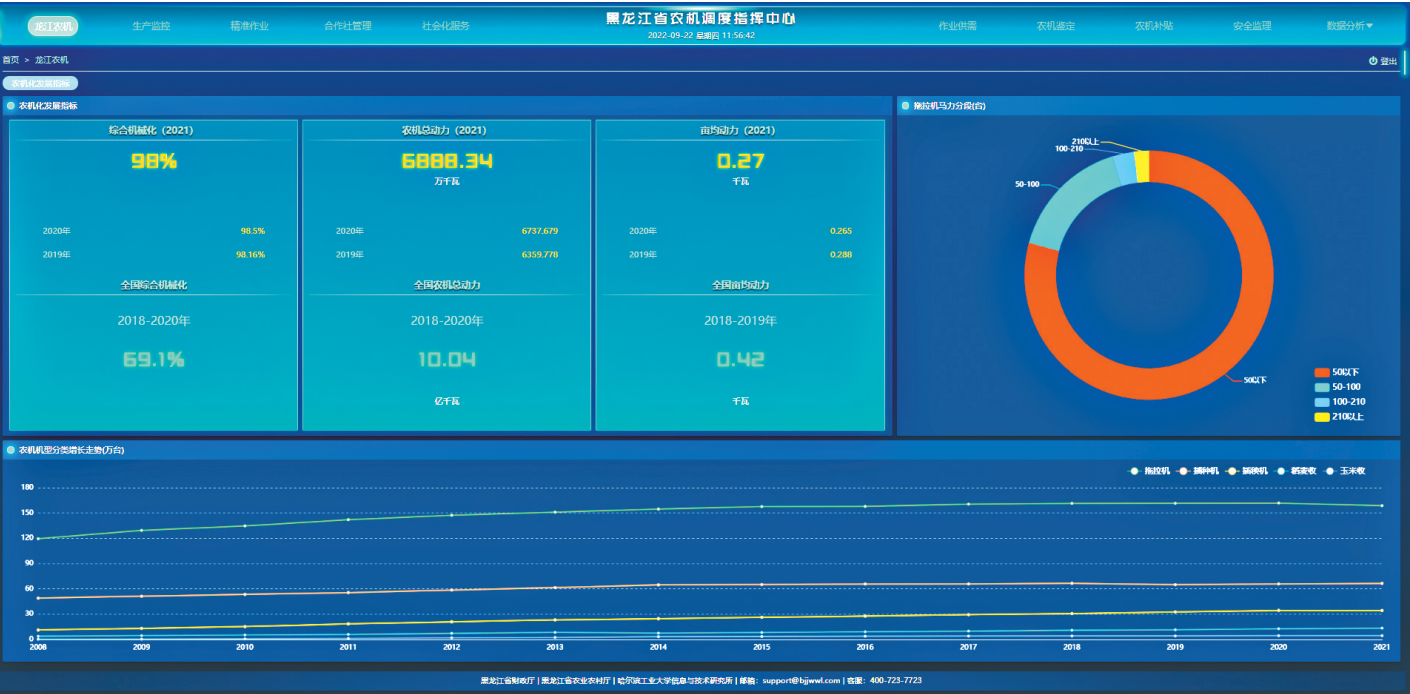 黑龙江省农机调度指挥中心
2022-09-22 星期四 11:56:42
龙江农机 生产监控 精准作业 合作社管理 社会化服务 作业供需 农机鉴定 农机补贴 安全监理 数据分析▼
首页 > 龙江农机 登出
农机化发展指标
农机化发展指标
综合机械化（2021） 农机总动力（2021） 亩均动力（2021）
98% 6888.34 0.27
万千瓦 千瓦
2020年 98.5% 2020年 6737.679 2020年 0.265
2019年 98.16% 2019年 6359.778 2019年 0.288
全国综合机械化 全国农机总动力 全国亩均动力
2018-2020年 2018-2020年 2018-2019年
69.1% 10.04 0.42
亿千瓦 千瓦
拖拉机马力分段(台)
210以上
100-210
50-100
50以下
50以下
50-100
100-210
210以上
农机机型分类增长走势(万台)
拖拉机 播种机 插秧机 稻麦收 玉米收
180
150
120
90
60
30
0
2008 2009 2010 2011 2012 2013 2014 2015 2016 2017 2018 2019 2020 2021
黑龙江省财政厅 | 黑龙江省农业农村厅 | 哈尔滨工业大学信息与技术研究所 | 邮箱：support@bjjwwl.com | 客服：400-723-7723